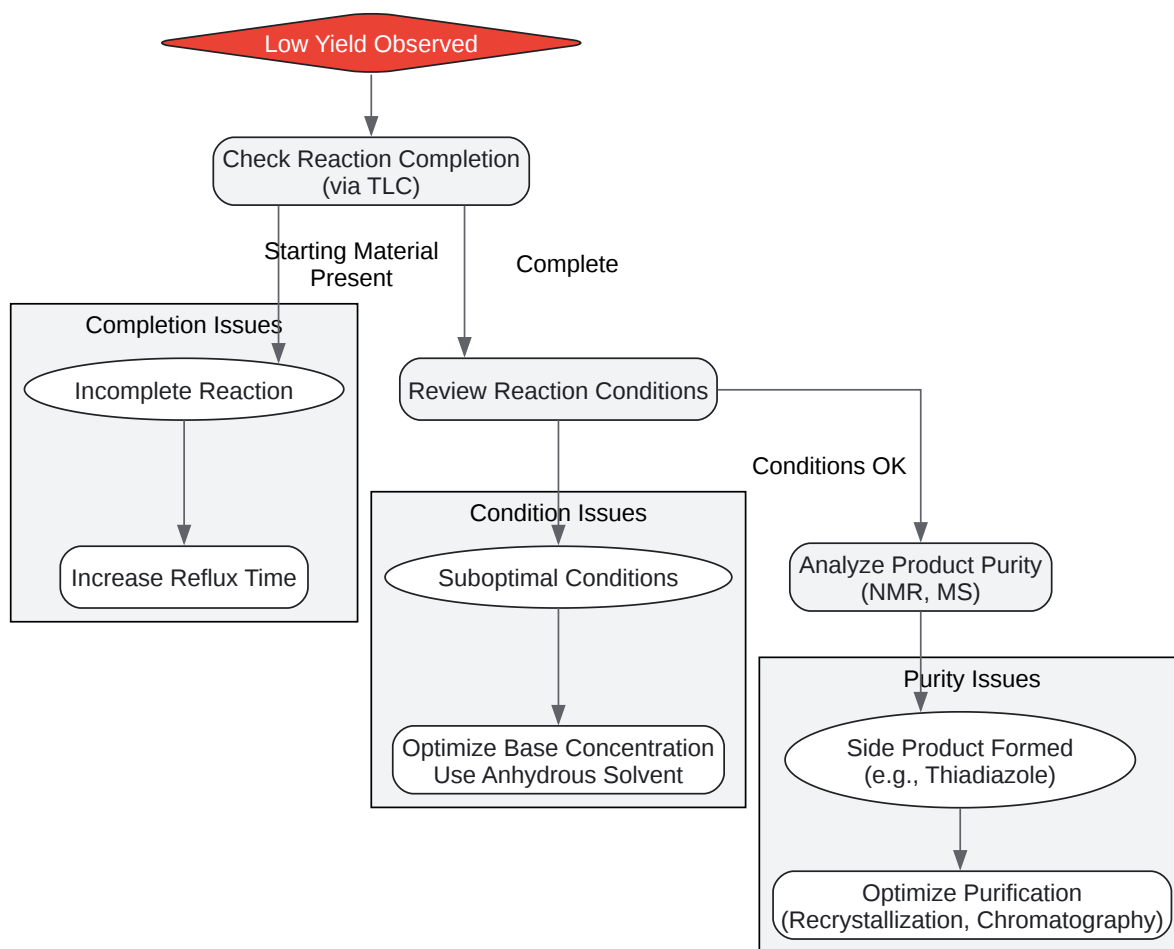 Low Yield Observed
Check Reaction Completion
(via TLC)
Starting Material
Present
Complete
Completion Issues
Incomplete Reaction
Review Reaction Conditions
Conditions OK
Condition Issues
Increase Reflux Time
Suboptimal Conditions
Analyze Product Purity
(NMR, MS)
Purity Issues
Optimize Base Concentration
Use Anhydrous Solvent
Side Product Formed
(e.g., Thiadiazole)
Optimize Purification
(Recrystallization, Chromatography)